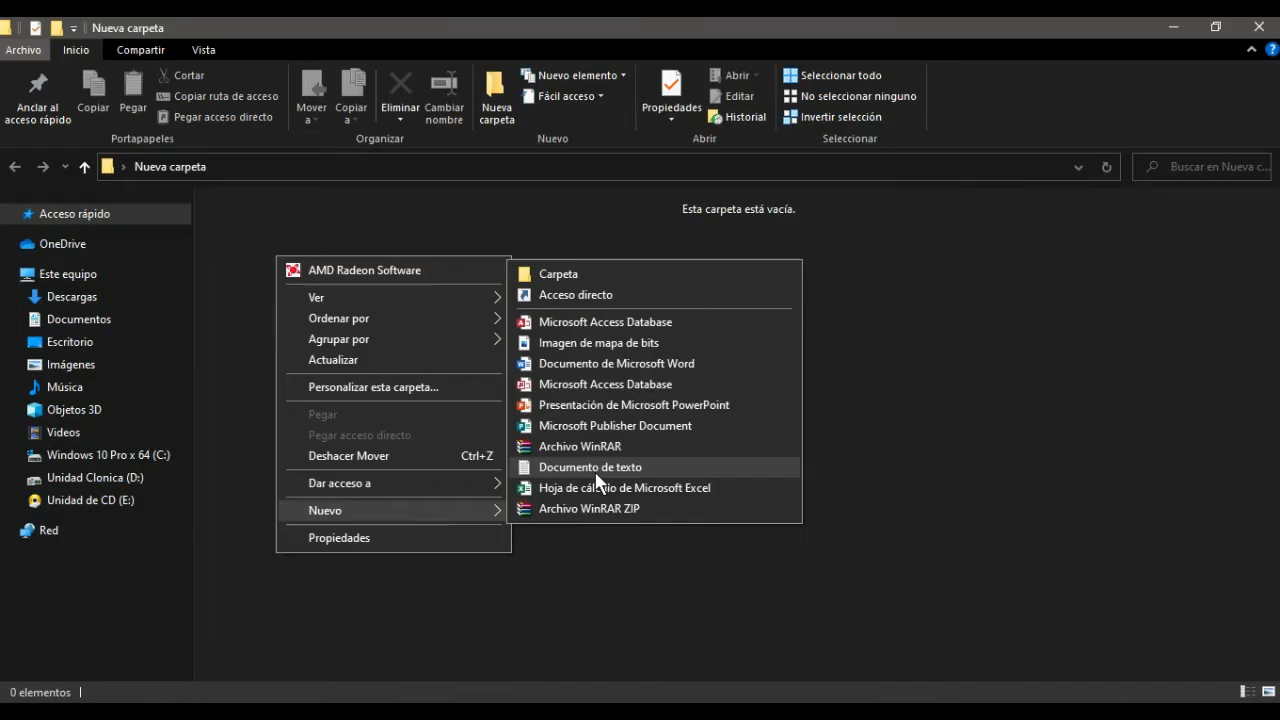 Nueva carpeta
Archivo Inicio Compartir Vista
Anclar al acceso rápido
Copiar
Pegar
Cortar
Copiar ruta de acceso
Pegar acceso directo
Portapapeles
Mover a
Copiar a
Eliminar
Cambiar nombre
Organizar
Nueva carpeta
Nuevo elemento
Fácil acceso
Nuevo
Propiedades
Abrir
Editar
Historial
Abrir
Seleccionar todo
No seleccionar ninguno
Invertir selección
Seleccionar
Nueva carpeta
Buscar en Nueva c...
Acceso rápido
OneDrive
Este equipo
Descargas
Documentos
Escritorio
Imágenes
Música
Objetos 3D
Videos
Windows 10 Pro x 64 (C:)
Unidad Clonica (D:)
Unidad de CD (E:)
Red
Esta carpeta está vacía.
AMD Radeon Software
Ver
Ordenar por
Agrupar por
Actualizar
Personalizar esta carpeta...
Pegar
Pegar acceso directo
Deshacer Mover Ctrl+Z
Dar acceso a
Nuevo
Propiedades
Carpeta
Acceso directo
Microsoft Access Database
Imagen de mapa de bits
Documento de Microsoft Word
Microsoft Access Database
Presentación de Microsoft PowerPoint
Microsoft Publisher Document
Archivo WinRAR
Documento de texto
Hoja de cálculo de Microsoft Excel
Archivo WinRAR ZIP
0 elementos